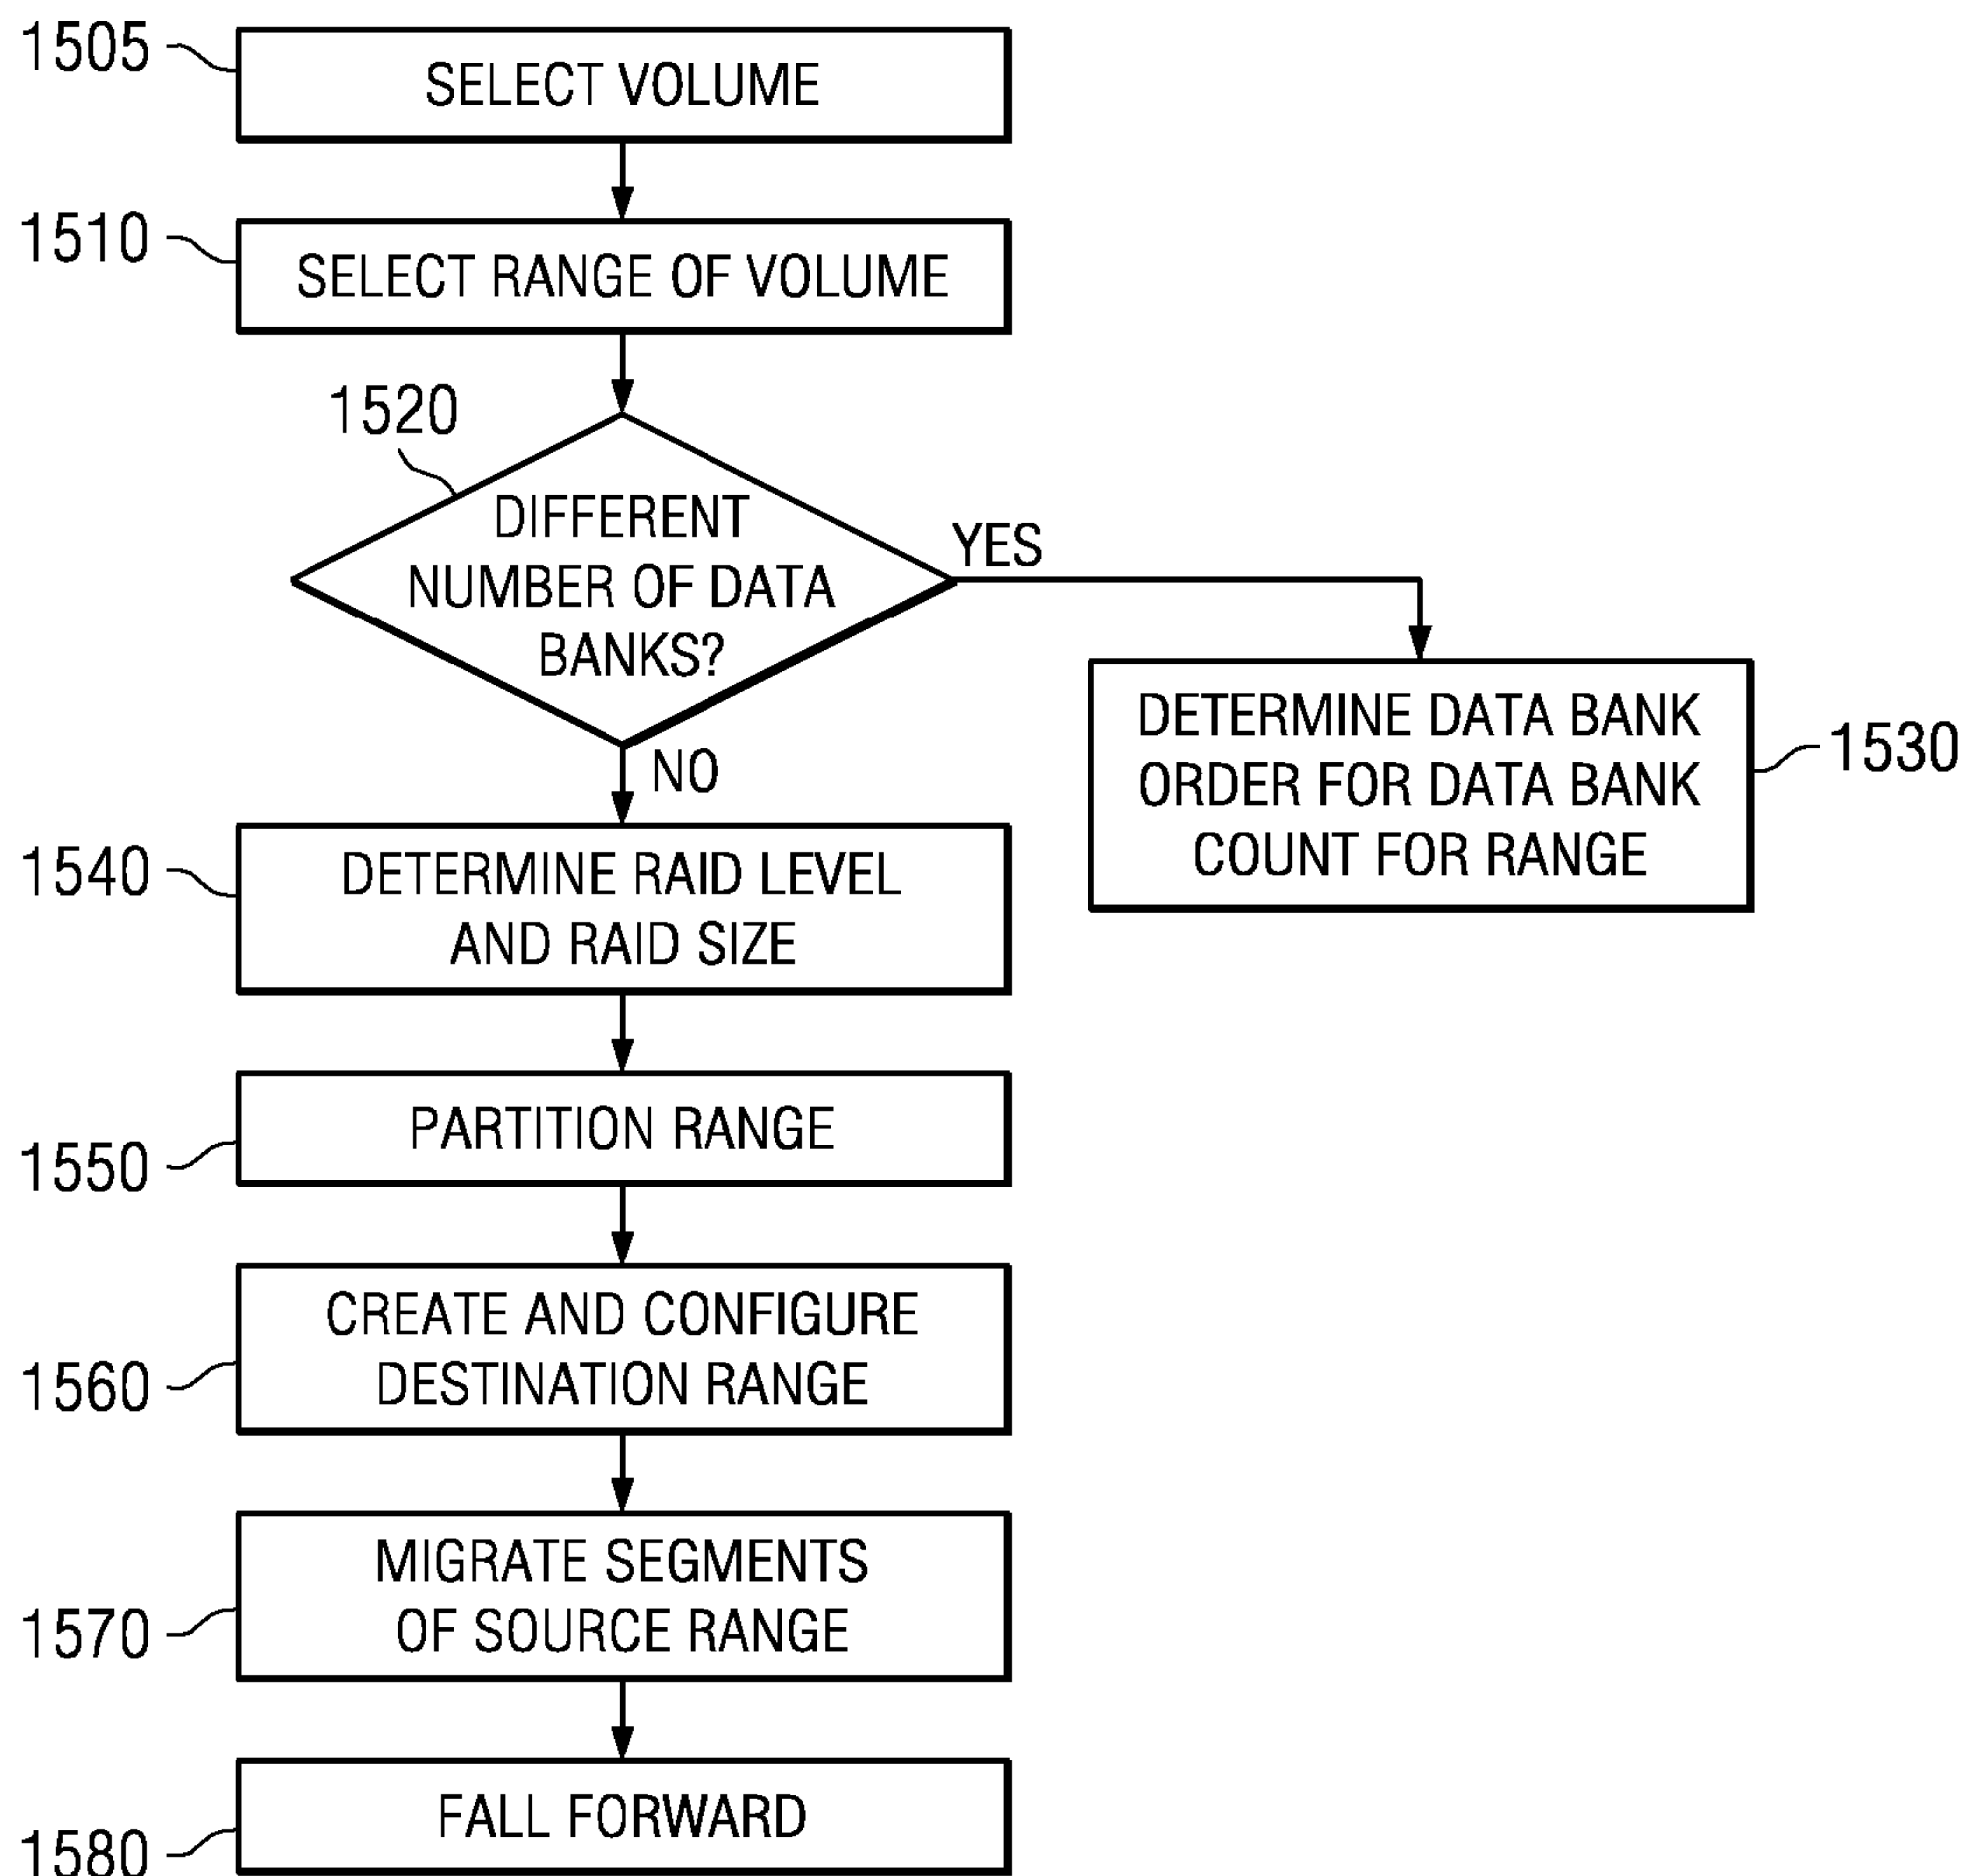 1505
SELECT VOLUME
1510
SELECT RANGE OF VOLUME
1520
DIFFERENT
NUMBER OF DATA
BANKS?
YES
NO
DETERMINE DATA BANK
ORDER FOR DATA BANK
COUNT FOR RANGE
1530
1540
DETERMINE RAID LEVEL
AND RAID SIZE
PARTITION RANGE
1550
CREATE AND CONFIGURE
DESTINATION RANGE
1560
MIGRATE SEGMENTS
OF SOURCE RANGE
1570
FALL FORWARD
1580